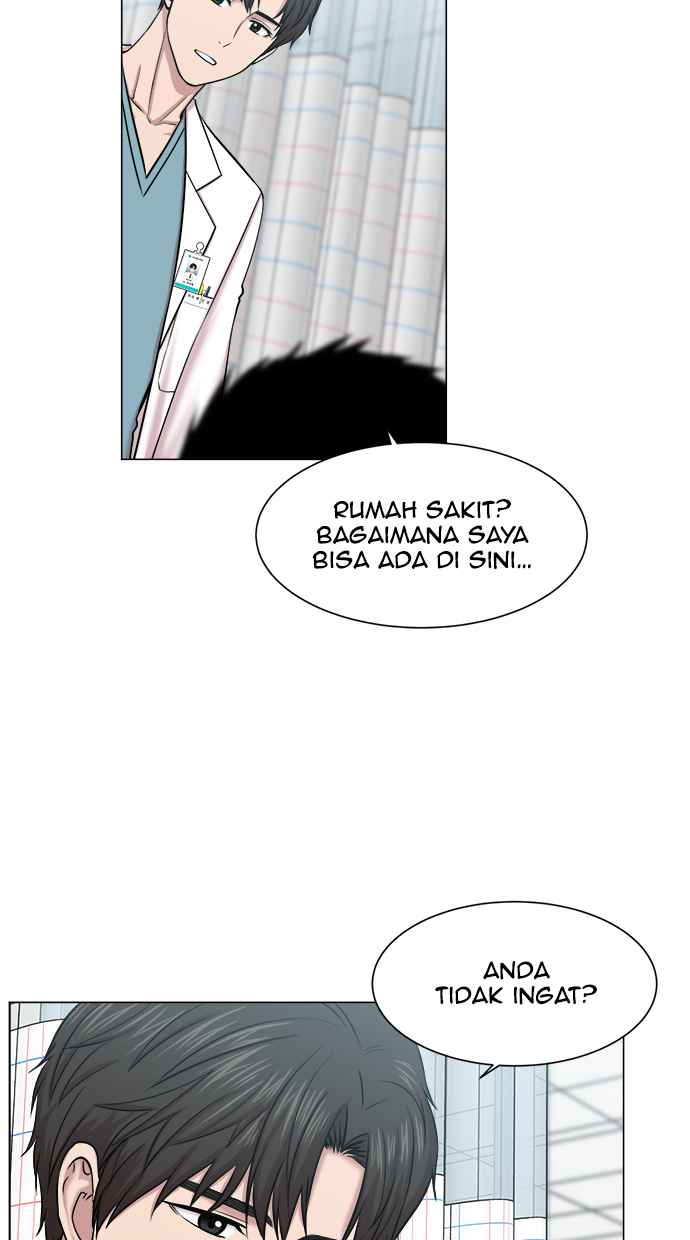 RUMAH SAKIT?
BAGAIMANA SAYA
BISA ADA DI SINI...
ANDA
TIDAK INGAT?